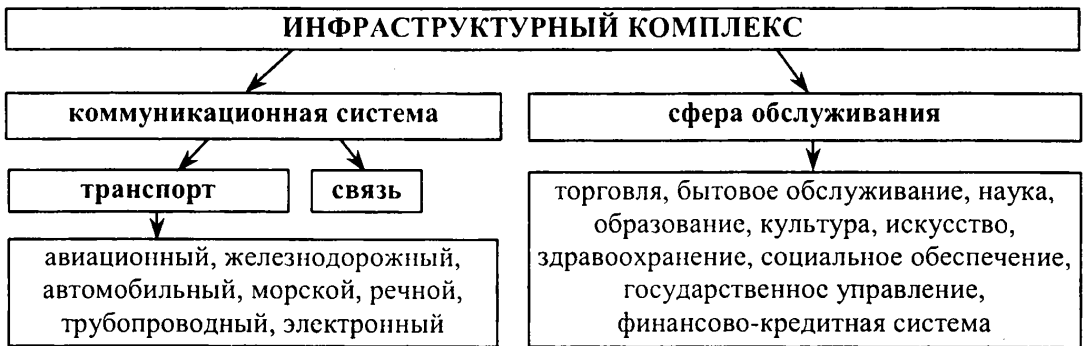 ИНФРАСТРУКТУРНЫЙ КОМПЛЕКС
коммуникационная система
сфера обслуживания
транспорт
связь
авиационный, железнодорожный,
автомобильный, морской, речной,
трубопроводный, электронный
торговля, бытовое обслуживание, наука,
образование, культура, искусство,
здравоохранение, социальное обеспечение,
государственное управление,
финансово-кредитная система